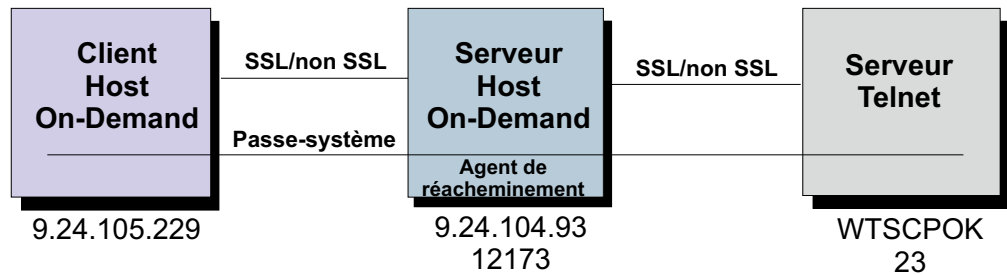 Client
Host
On-Demand
SSL/non SSL
Passe-système
Serveur
Host
On-Demand
Agent de
réacheminement
SSL/non SSL
Serveur
Telnet
9.24.105.229
9.24.104.93
12173
WTSCPOK
23